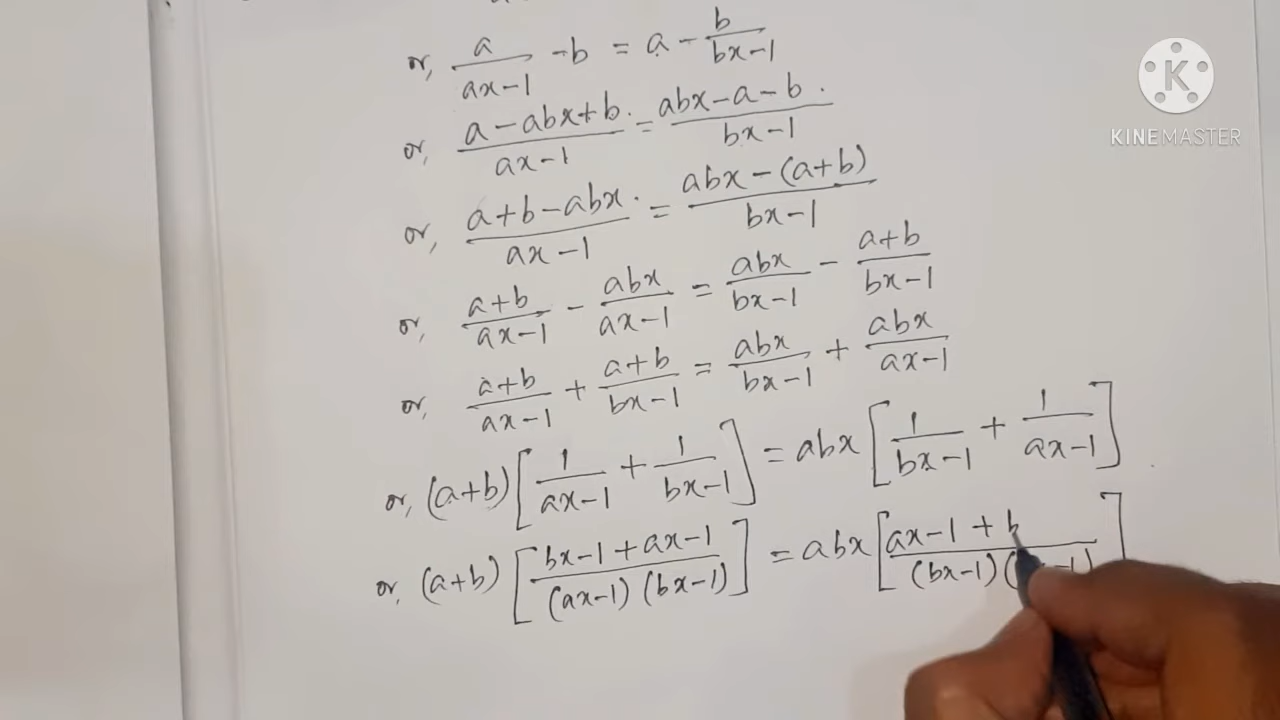 or, a/(ax-1) - b = a - b/(bx-1)
or, (a-abx+b)/(ax-1) = (abx-a-b)/(bx-1)
or, (a+b-abx)/(ax-1) = (abx-(a+b))/(bx-1)
or, (a+b)/(ax-1) - abx/(ax-1) = abx/(bx-1) - (a+b)/(bx-1)
or, (a+b)/(ax-1) + (a+b)/(bx-1) = abx/(bx-1) + abx/(ax-1)
or, (a+b)[1/(ax-1) + 1/(bx-1)] = abx[1/(bx-1) + 1/(ax-1)]
or, (a+b)[(bx-1+ax-1)/((ax-1)(bx-1))] = abx[(ax-1+b)/((bx-1)(
K
KINEMASTER